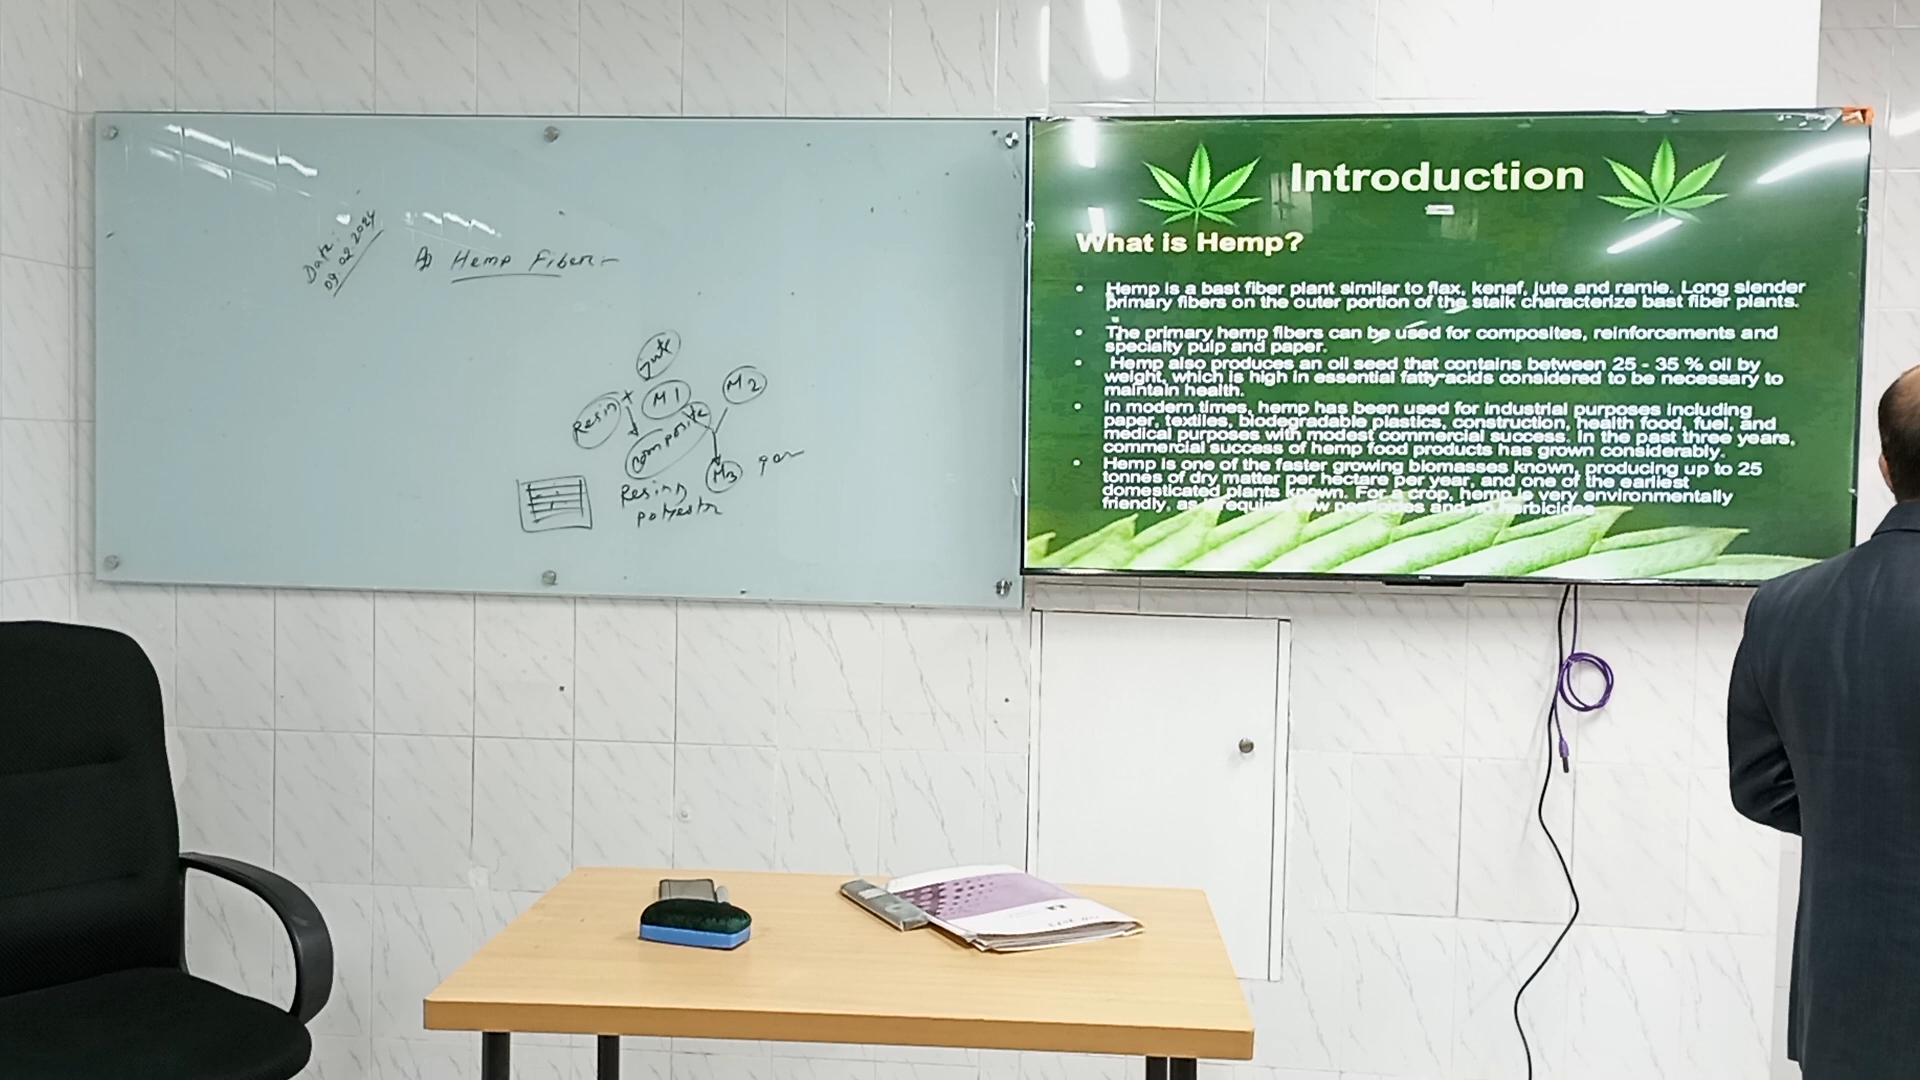 Date:
09.02.2024
Hemp Fiber:-
jute
Resin + M1
M2
composite
M3
Resin
polyester
Introduction
What is Hemp?
• Hemp is a bast fiber plant similar to flax, kenaf, jute and ramie. Long slender
primary fibers on the outer portion of the stalk characterize bast fiber plants.
• The primary hemp fibers can be used for composites, reinforcements and
specialty pulp and paper.
• Hemp also produces an oil seed that contains between 25 - 35 % oil by
weight, which is high in essential fatty-acids considered to be necessary to
maintain health.
• In modern times, hemp has been used for industrial purposes including
paper, textiles, biodegradable plastics, construction, health food, fuel, and
medical purposes with modest commercial success. In the past three years,
commercial success of hemp food products has grown considerably.
• Hemp is one of the faster growing biomasses known, producing up to 25
tonnes of dry matter per hectare per year, and one of the earliest
domesticated plants known. For a crop, hemp is very environmentally
friendly, as it requires few pesticides and no herbicides.